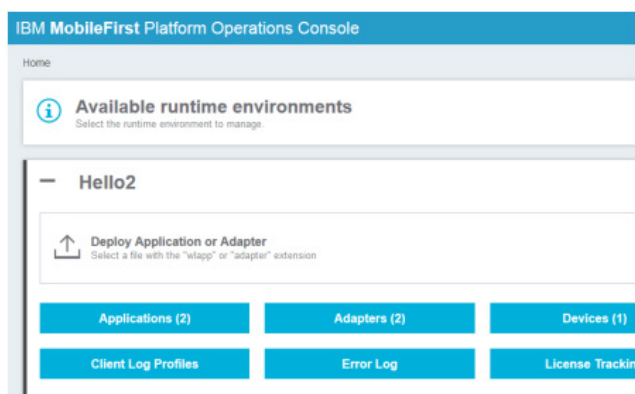 IBM MobileFirst Platform Operations Console
Home
Available runtime environments
Select the runtime environment to manage.
Hello2
Deploy Application or Adapter
Select a file with the "wlapp" or "adapter" extension
Applications (2) Adapters (2) Devices (1)
Client Log Profiles Error Log License Trackin